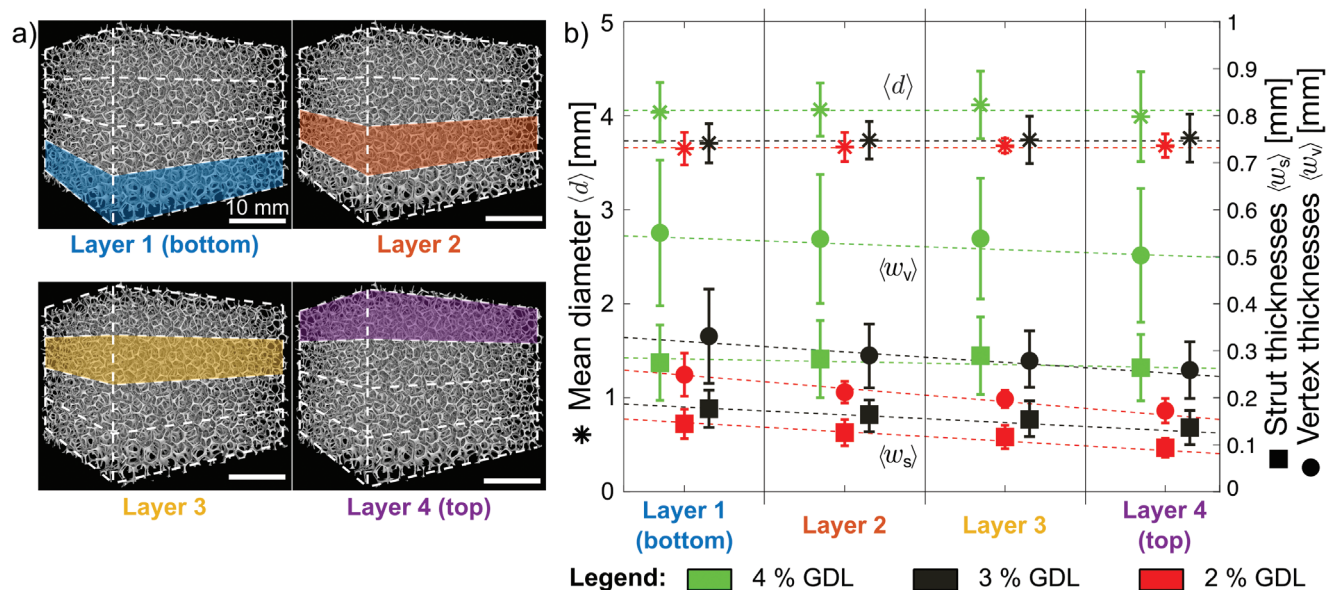 a)
10 mm
Layer 1 (bottom)
Layer 2
Layer 3
Layer 4 (top)
b)
5
4
3
2
1
0
✱ Mean diameter ⟨d⟩ [mm]
⟨d⟩
⟨w_v⟩
⟨w_s⟩
1
0.9
0.8
0.7
0.6
0.5
0.4
0.3
0.2
0.1
0
■ Strut thicknesses ⟨w_s⟩ [mm]
● Vertex thicknesses ⟨w_v⟩ [mm]
Layer 1
(bottom)
Layer 2
Layer 3
Layer 4
(top)
Legend: 4 % GDL 3 % GDL 2 % GDL